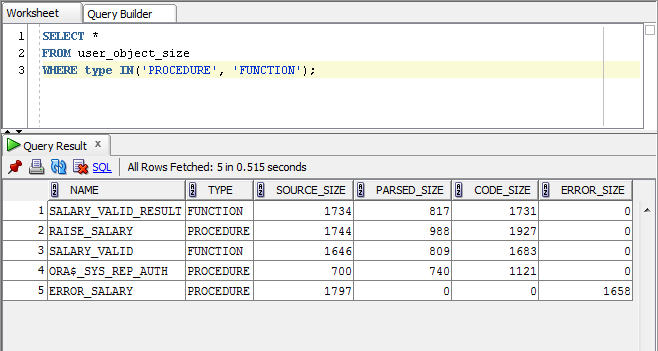 Worksheet Query Builder
1 SELECT *
2 FROM user_object_size
3 WHERE type IN('PROCEDURE', 'FUNCTION');
Query Result x
SQL All Rows Fetched: 5 in 0.515 seconds
NAME TYPE SOURCE_SIZE PARSED_SIZE CODE_SIZE ERROR_SIZE
1 SALARY_VALID_RESULT FUNCTION 1734 817 1731 0
2 RAISE_SALARY PROCEDURE 1744 988 1927 0
3 SALARY_VALID FUNCTION 1646 809 1683 0
4 ORA$_SYS_REP_AUTH PROCEDURE 700 740 1121 0
5 ERROR_SALARY PROCEDURE 1797 0 0 1658